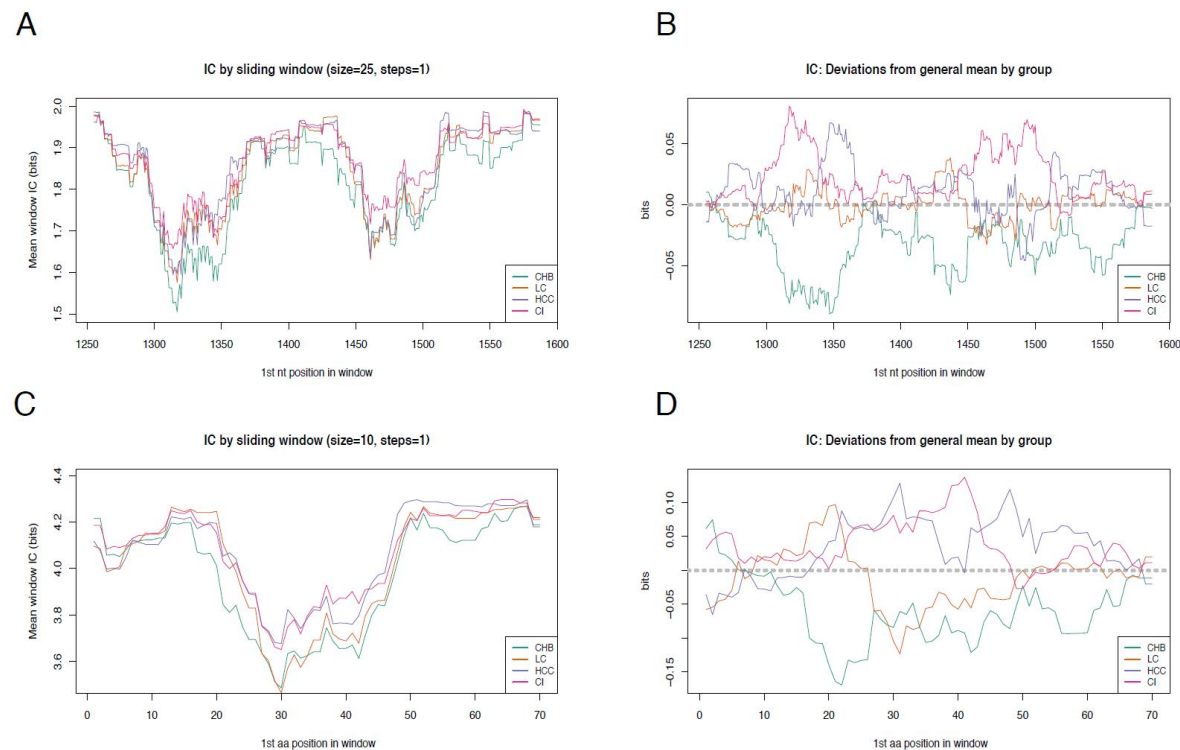 A
IC by sliding window (size=25, steps=1)
Mean window IC (bits)
2.0
1.9
1.8
1.7
1.6
1.5
CHB
LC
HCC
CI
1250 1300 1350 1400 1450 1500 1550 1600
1st nt position in window
B
IC: Deviations from general mean by group
bits
0.05
0.00
−0.05
CHB
LC
HCC
CI
1250 1300 1350 1400 1450 1500 1550 1600
1st nt position in window
C
IC by sliding window (size=10, steps=1)
Mean window IC (bits)
4.4
4.2
4.0
3.8
3.6
CHB
LC
HCC
CI
0 10 20 30 40 50 60 70
1st aa position in window
D
IC: Deviations from general mean by group
bits
0.10
0.05
−0.05
−0.15
CHB
LC
HCC
CI
0 10 20 30 40 50 60 70
1st aa position in window